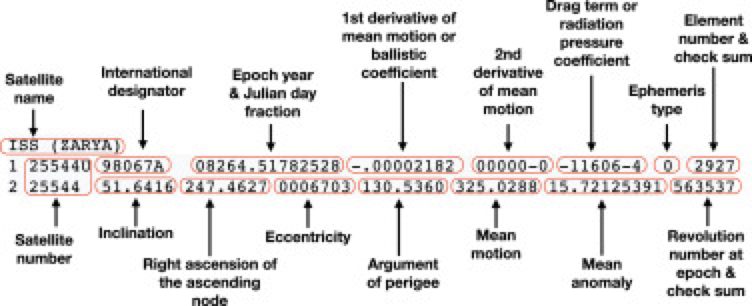 Satellite
name
International
designator
Epoch year
& Julian day
fraction
1st derivative of
mean motion or
ballistic
coefficient
2nd
derivative
of mean
motion
Drag term or
radiation
pressure
coefficient
Ephemeris
type
Element
number &
check sum
ISS (ZARYA)
1 25544U 98067A 08264.51782528 -.00002182 00000-0 -11606-4 0 2927
2 25544 51.6416 247.4627 0006703 130.5360 325.0288 15.72125391 563537
Satellite
number
Inclination
Right ascension of
the ascending
node
Eccentricity
Argument
of perigee
Mean
motion
Mean
anomaly
Revolution
number at
epoch &
check sum